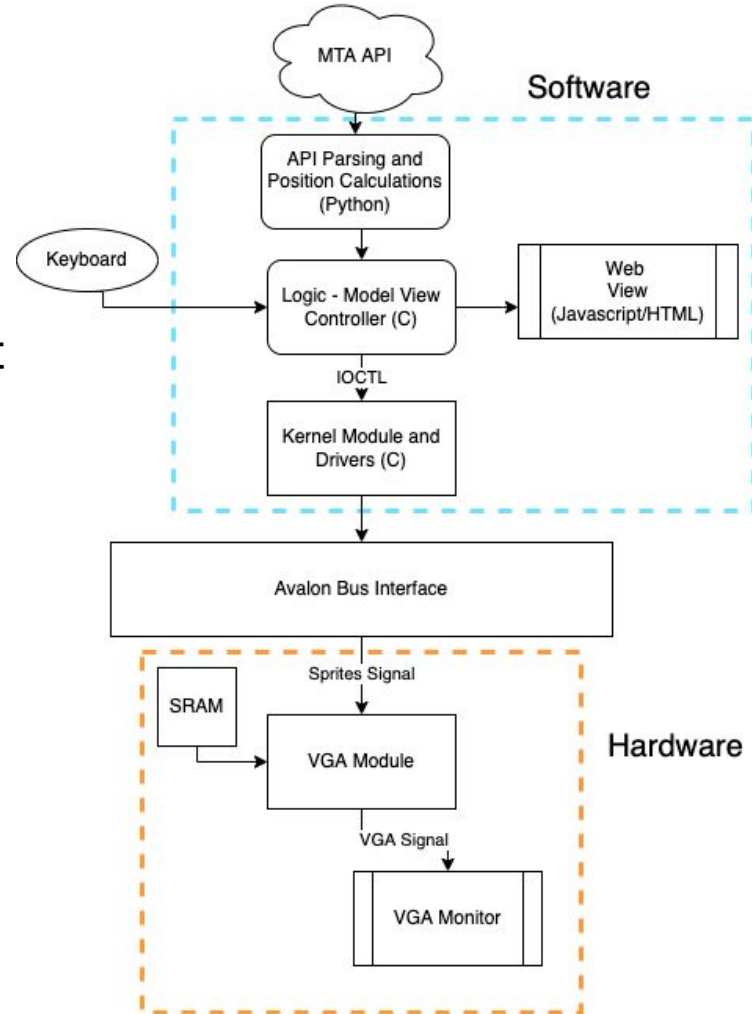 MTA API
Software
API Parsing and
Position Calculations
(Python)
Keyboard
Logic - Model View
Controller (C)
Web
View
(Javascript/HTML)
IOCTL
Kernel Module and
Drivers (C)
Avalon Bus Interface
Sprites Signal
SRAM
VGA Module
Hardware
VGA Signal
VGA Monitor